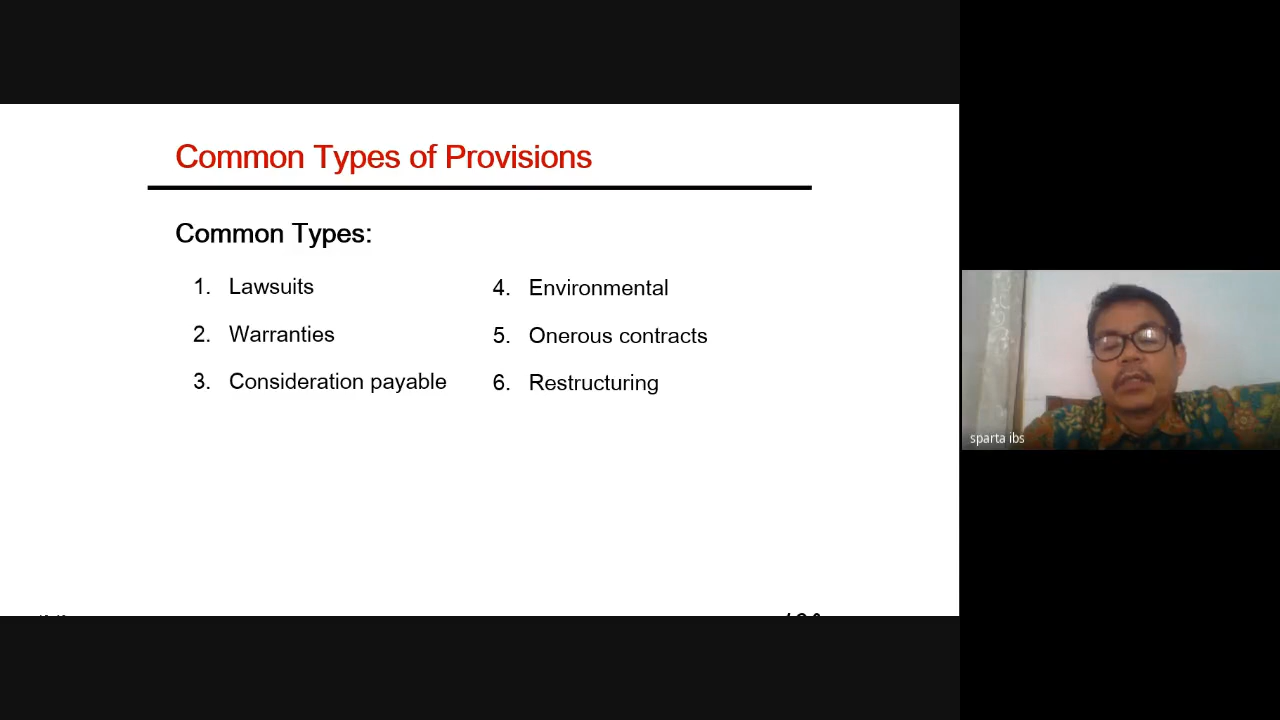 Common Types of Provisions
Common Types:
1. Lawsuits
2. Warranties
3. Consideration payable
4. Environmental
5. Onerous contracts
6. Restructuring
sparta ibs